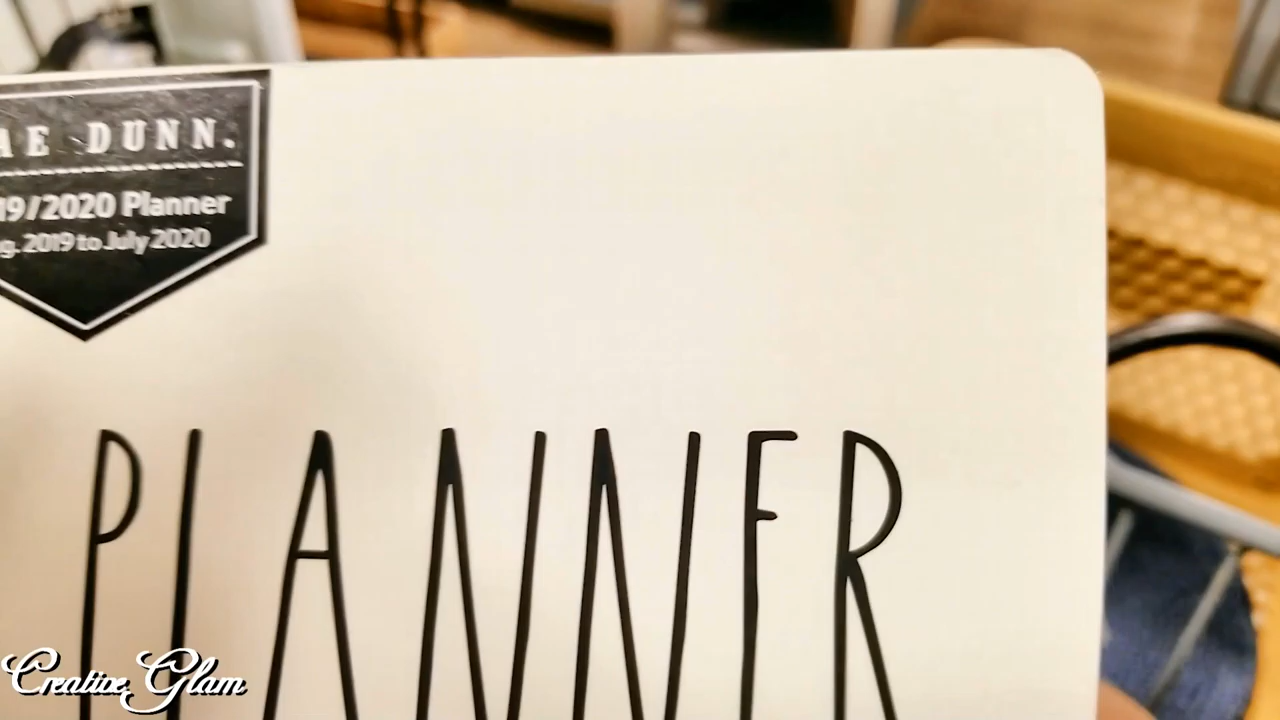 AE DUNN.
19/2020 Planner
g. 2019 to July 2020
PLANNER
Creative Glam